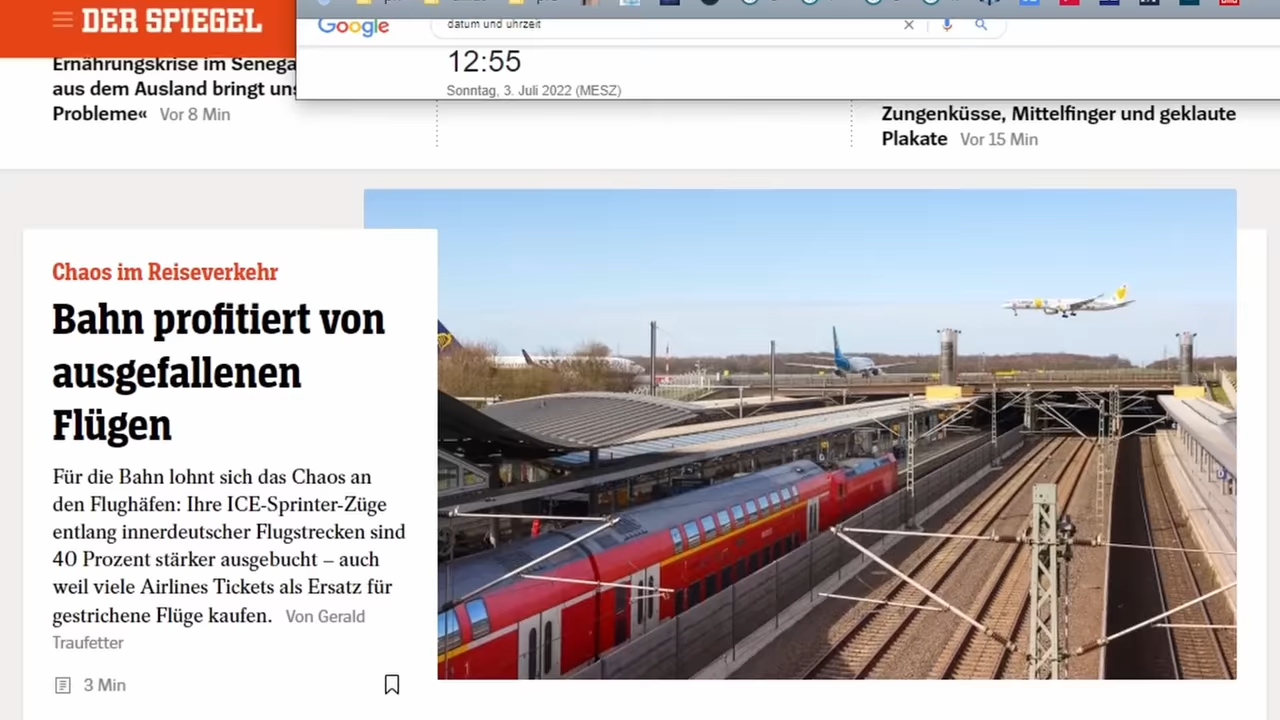 DER SPIEGEL
Google
datum und uhrzeit
12:55
Sonntag, 3. Juli 2022 (MESZ)
Ernährungskrise im Senega
aus dem Ausland bringt uns
Probleme« Vor 8 Min
Zungenküsse, Mittelfinger und geklaute
Plakate Vor 15 Min
Chaos im Reiseverkehr
Bahn profitiert von
ausgefallenen
Flügen
Für die Bahn lohnt sich das Chaos an
den Flughäfen: Ihre ICE-Sprinter-Züge
entlang innerdeutscher Flugstrecken sind
40 Prozent stärker ausgebucht – auch
weil viele Airlines Tickets als Ersatz für
gestrichene Flüge kaufen. Von Gerald
Traufetter
3 Min